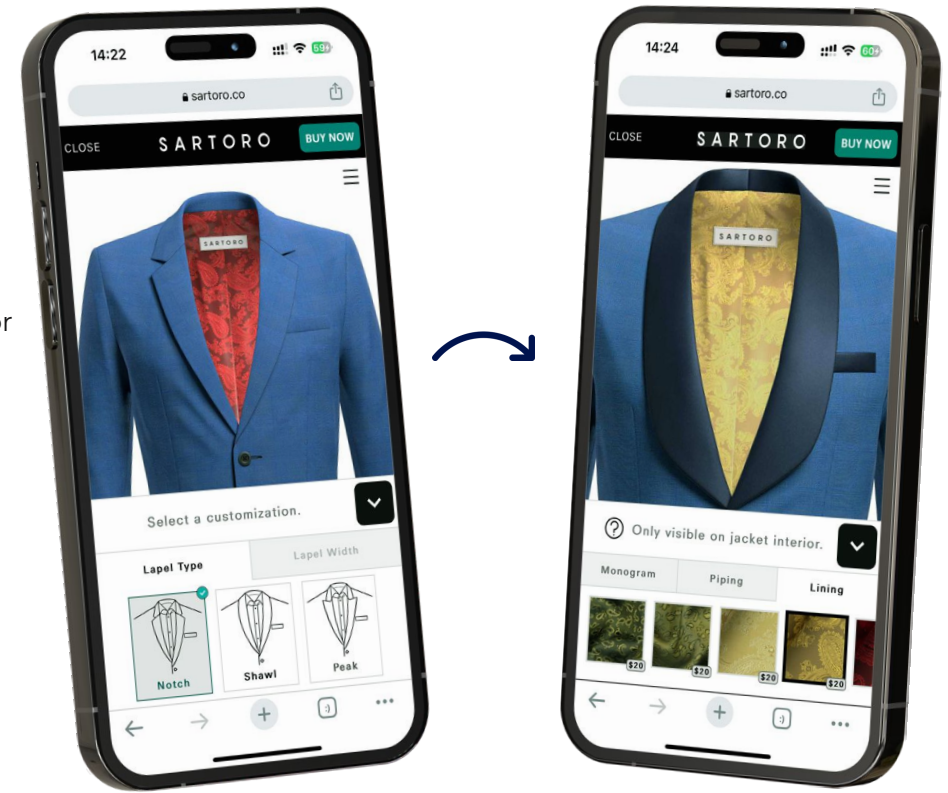 or
14:22
59
sartoro.co
CLOSE
SARTORO
BUY NOW
SARTORO
Select a customization.
Lapel Type
Lapel Width
Notch
Shawl
Peak
:)
14:24
60
sartoro.co
CLOSE
SARTORO
BUY NOW
SARTORO
? Only visible on jacket interior.
Monogram
Piping
Lining
$20
$20
$20
$20
:)